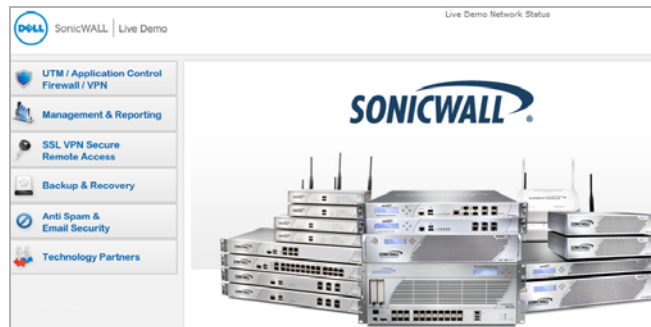 DELL SonicWALL | Live Demo
Live Demo Network Status
UTM / Application Control
Firewall / VPN
Management & Reporting
SSL VPN Secure
Remote Access
Backup & Recovery
Anti Spam &
Email Security
Technology Partners
SONICWALL
SONICWALL